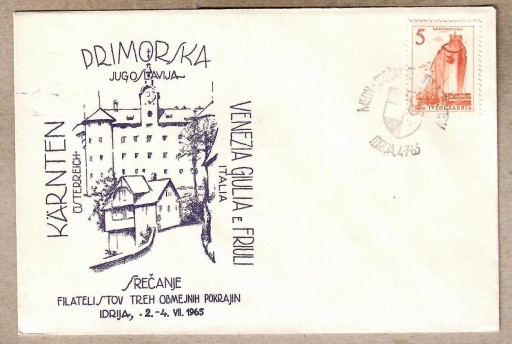 PRIMORSKA
JUGOSLAVIJA
KÄRNTEN
ÖSTERREICH
VENEZIA GIULIA E FRIULI
ITALIA
SREČANJE
FILATELISTOV TREH OBMEJNIH POKRAJIN
IDRIJA, . 2.- 4. VII. 1965
5
IDRIJA, 4•7•65